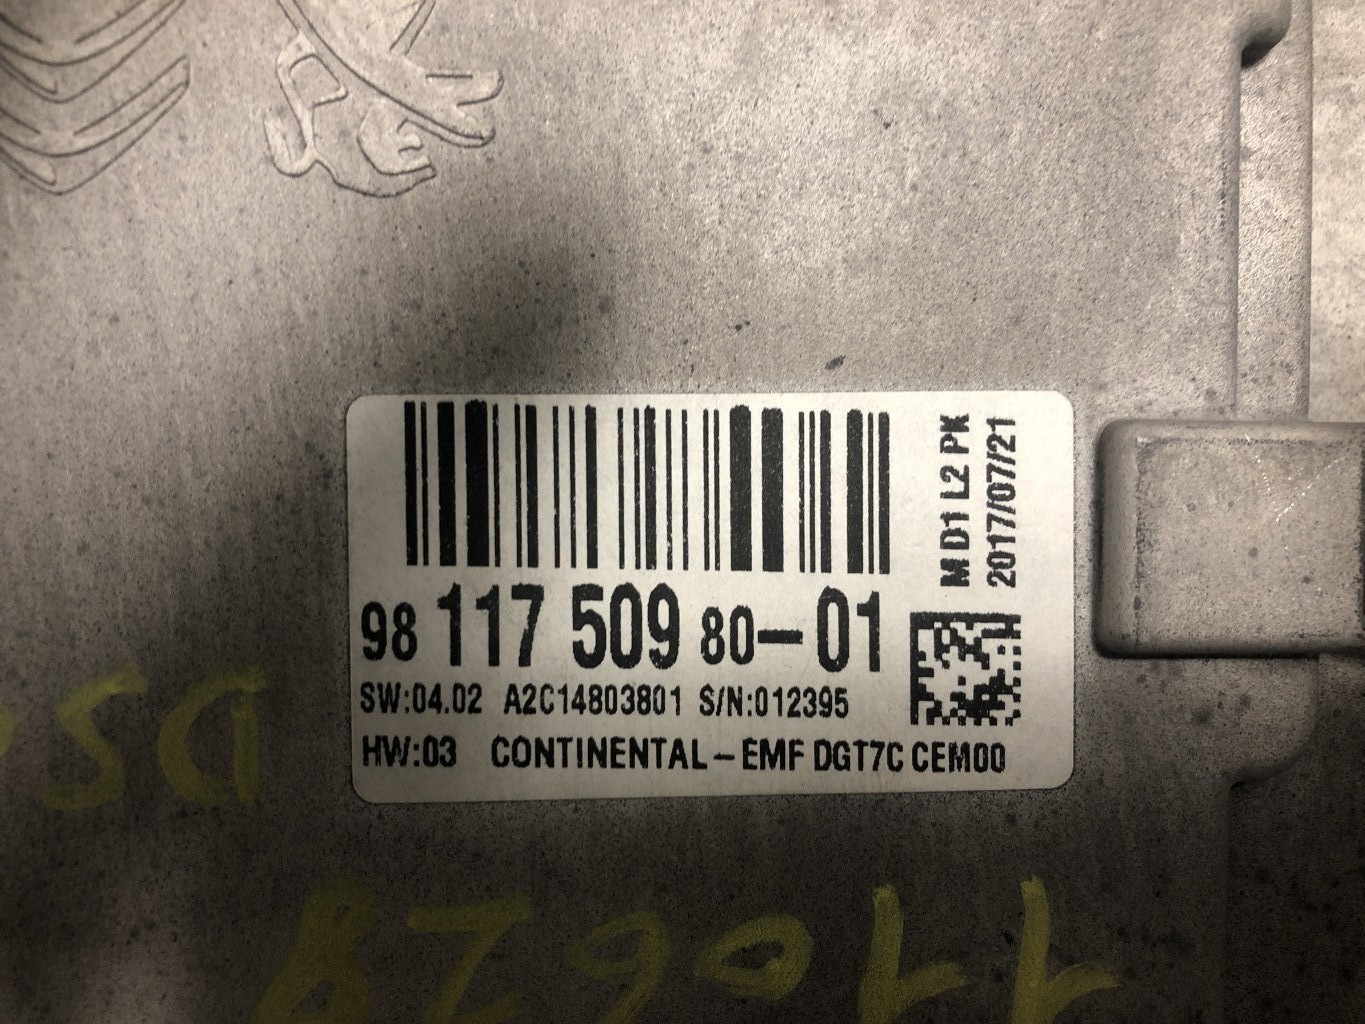 M D1 L2 PK
2017/07/21
98 117 509 80-01
SW:04.02 A2C14803801 S/N:012395
HW:03 CONTINENTAL-EMF DGT7C CEM00